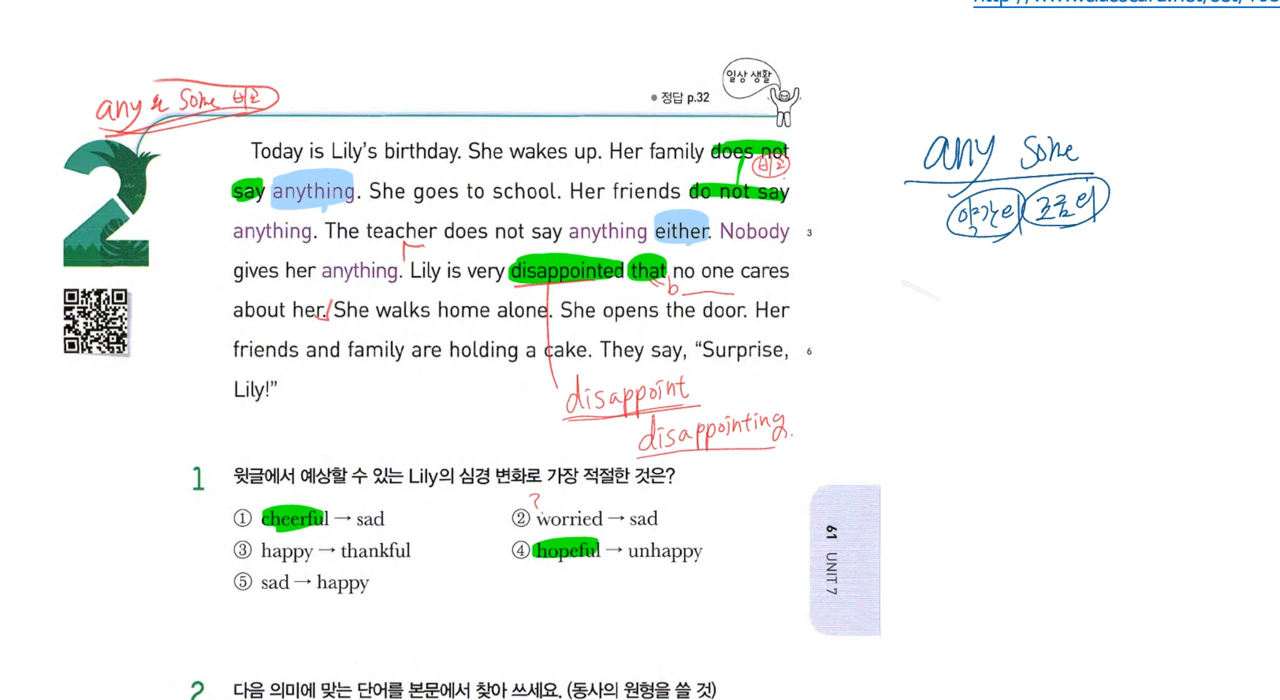 일상 생활
• 정답 p.32
any 와 Some 비교
2
Today is Lily's birthday. She wakes up. Her family does not
비교
say anything. She goes to school. Her friends do not say
anything. The teacher does not say anything either. Nobody 3
gives her anything. Lily is very disappointed that no one cares
b
about her. She walks home alone. She opens the door. Her
friends and family are holding a cake. They say, “Surprise, 6
Lily!”
disappoint
disappointing.
any some
약간의 조금의
1 윗글에서 예상할 수 있는 Lily의 심경 변화로 가장 적절한 것은?
?
① cheerful → sad ② worried → sad
③ happy → thankful ④ hopeful → unhappy
⑤ sad → happy
61 UNIT 7
2 다음 의미에 맞는 단어를 본문에서 찾아 쓰세요. (동사의 원형을 쓸 것)